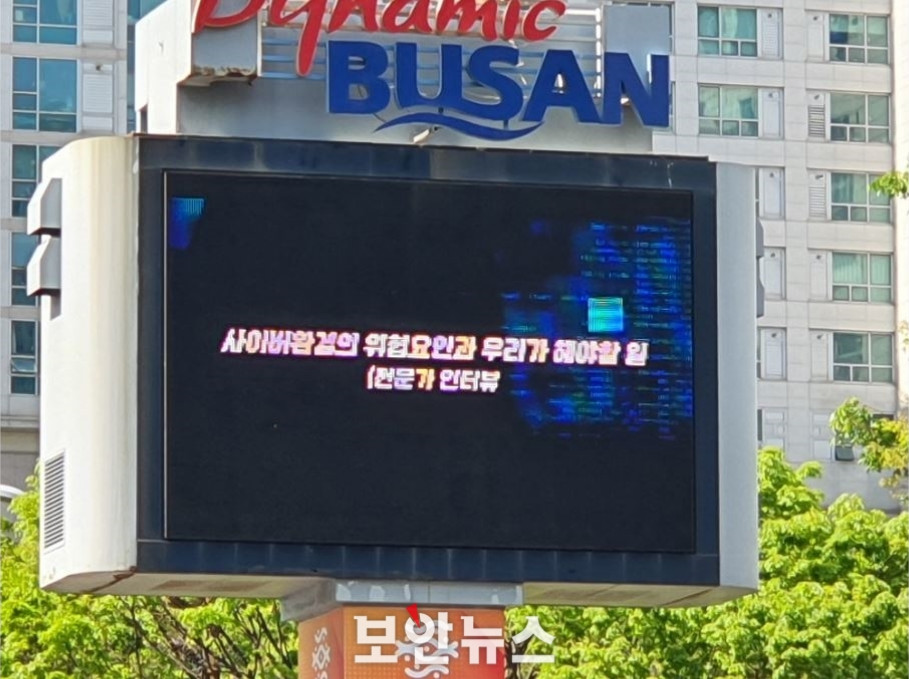 Dynamic
BUSAN
사이버환경의 위험요인과 우리가 해야할 일
(전문가 인터뷰
보안뉴스